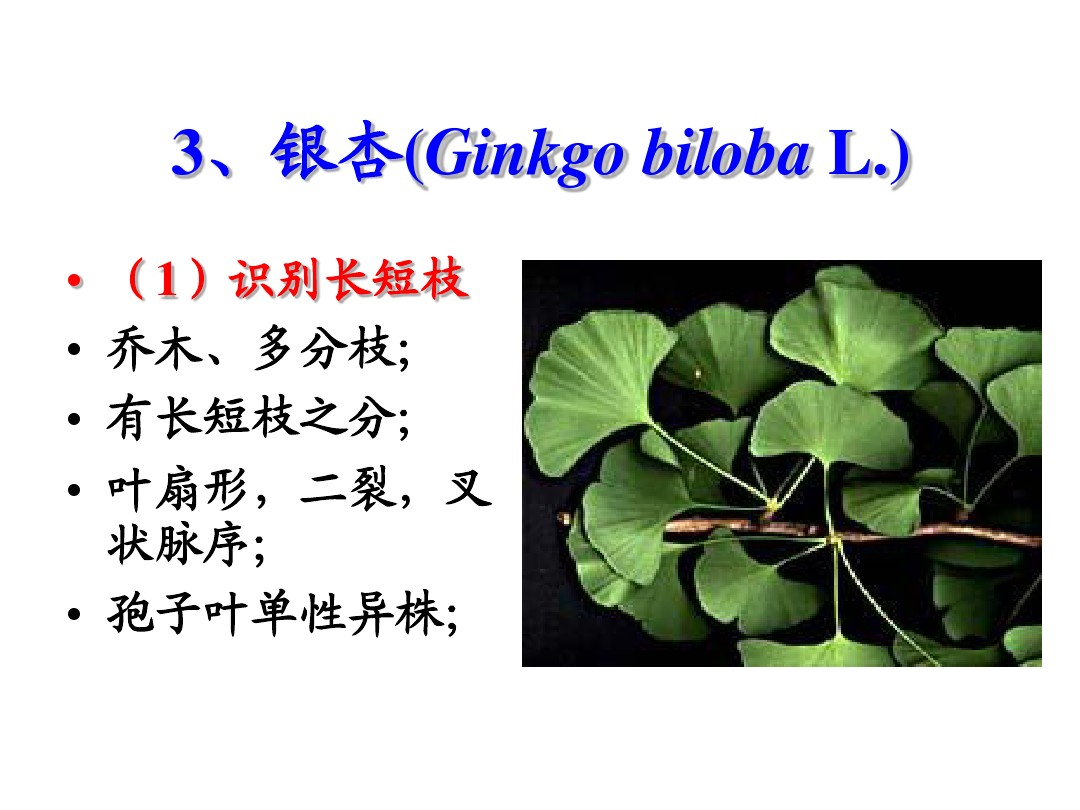 3、银杏(Ginkgo biloba L.)
• （1）识别长短枝
• 乔木、多分枝;
• 有长短枝之分;
• 叶扇形，二裂，叉
状脉序;
• 孢子叶单性异株;